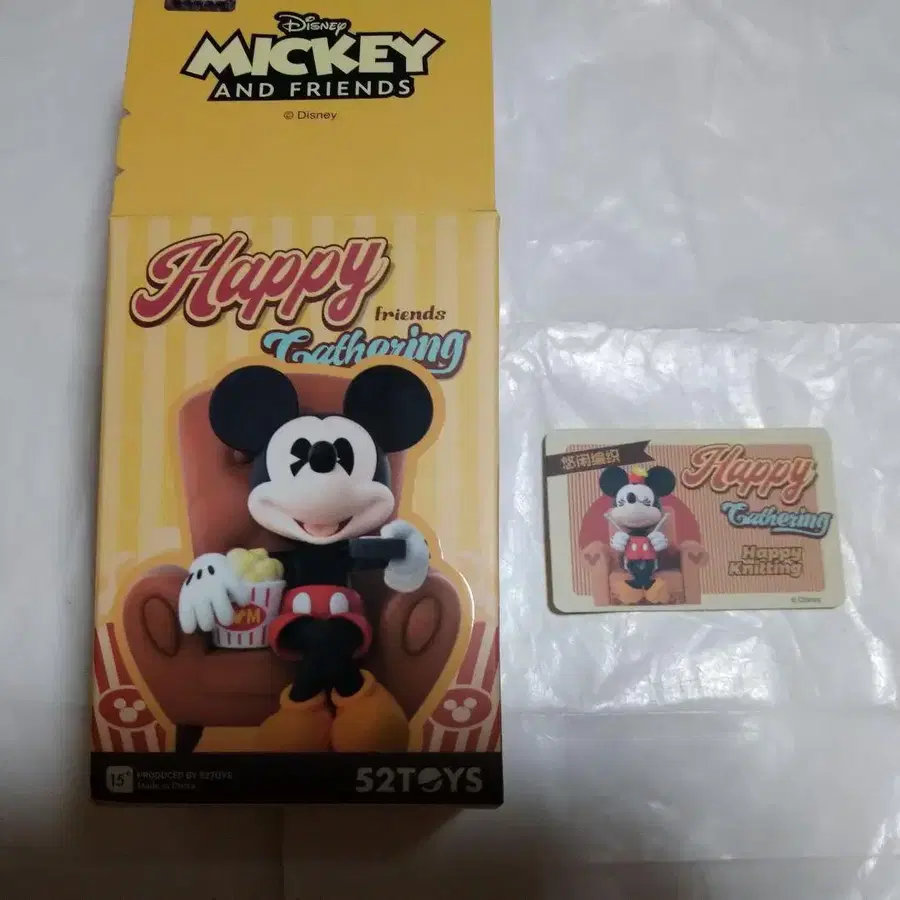 Disney
MICKEY
AND FRIENDS
© Disney
Happy
friends
Gathering
M
15+
PRODUCED BY 52TOYS
Made in China
52TOYS
悠闲编织
Happy
Gathering
Happy
Knitting
© Disney